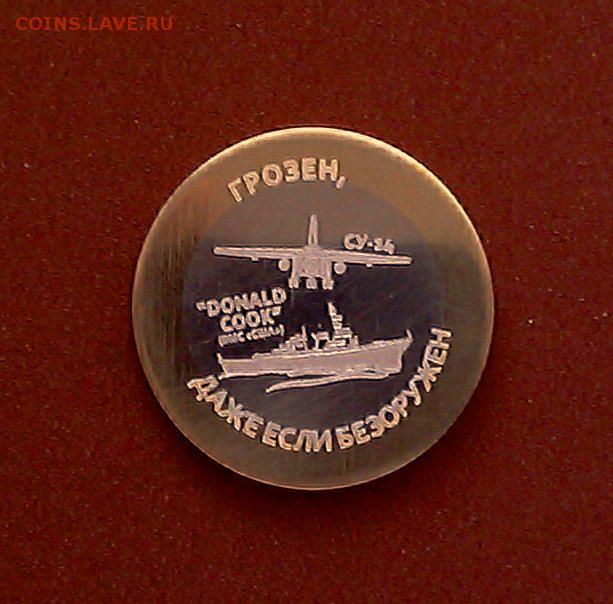 COINS.LAVE.RU
ГРОЗЕН,
СУ-24
"DONALD
COOK"
ДАЖЕ ЕСЛИ БЕЗОРУЖЕН